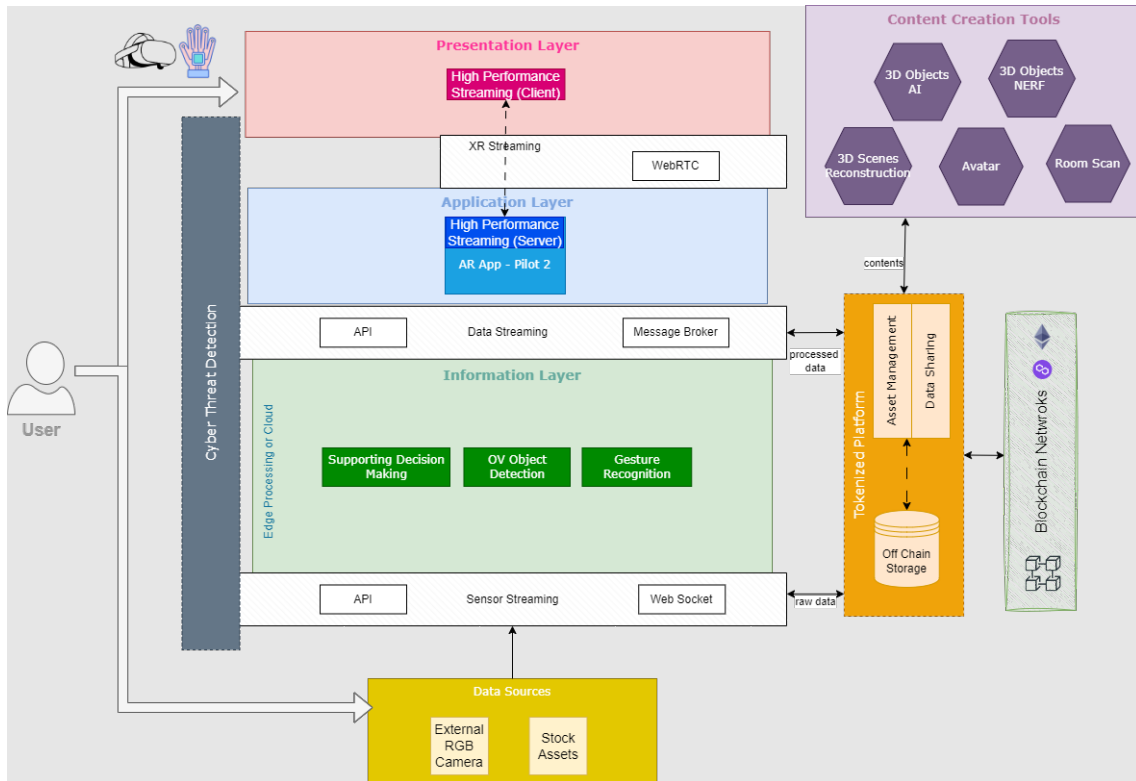 Content Creation Tools
3D Objects
AI
3D Objects
NERF
3D Scenes
Reconstruction
Avatar
Room Scan
Presentation Layer
High Performance
Streaming (Client)
XR Streaming
WebRTC
Application Layer
High Performance
Streaming (Server)
AR App - Pilot 2
contents
API
Data Streaming
Message Broker
processed
data
Information Layer
Edge Processing or Cloud
Supporting Decision
Making
OV Object
Detection
Gesture
Recognition
API
Sensor Streaming
Web Socket
raw data
Cyber Threat Detection
User
Tokenized Platform
Asset Management
Data Sharing
Off Chain
Storage
Blockchain Netwroks
Data Sources
External
RGB
Camera
Stock
Assets